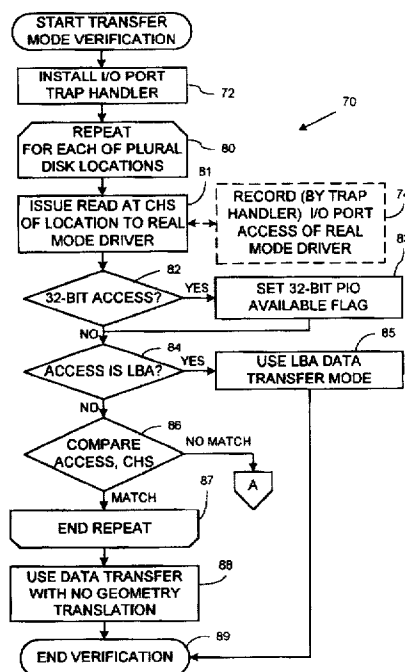 START TRANSFER
MODE VERIFICATION
INSTALL I/O PORT
TRAP HANDLER
72
70
REPEAT
FOR EACH OF PLURAL
DISK LOCATIONS
80
81
ISSUE READ AT CHS
OF LOCATION TO REAL
MODE DRIVER
RECORD (BY TRAP
HANDLER) I/O PORT
ACCESS OF REAL
MODE DRIVER
74
82
32-BIT ACCESS?
YES
SET 32-BIT PIO
AVAILABLE FLAG
NO
84
ACCESS IS LBA?
YES
USE LBA DATA
TRANSFER MODE
85
NO
86
COMPARE
ACCESS, CHS
NO MATCH
A
MATCH
87
END REPEAT
88
USE DATA TRANSFER
WITH NO GEOMETRY
TRANSLATION
89
END VERIFICATION